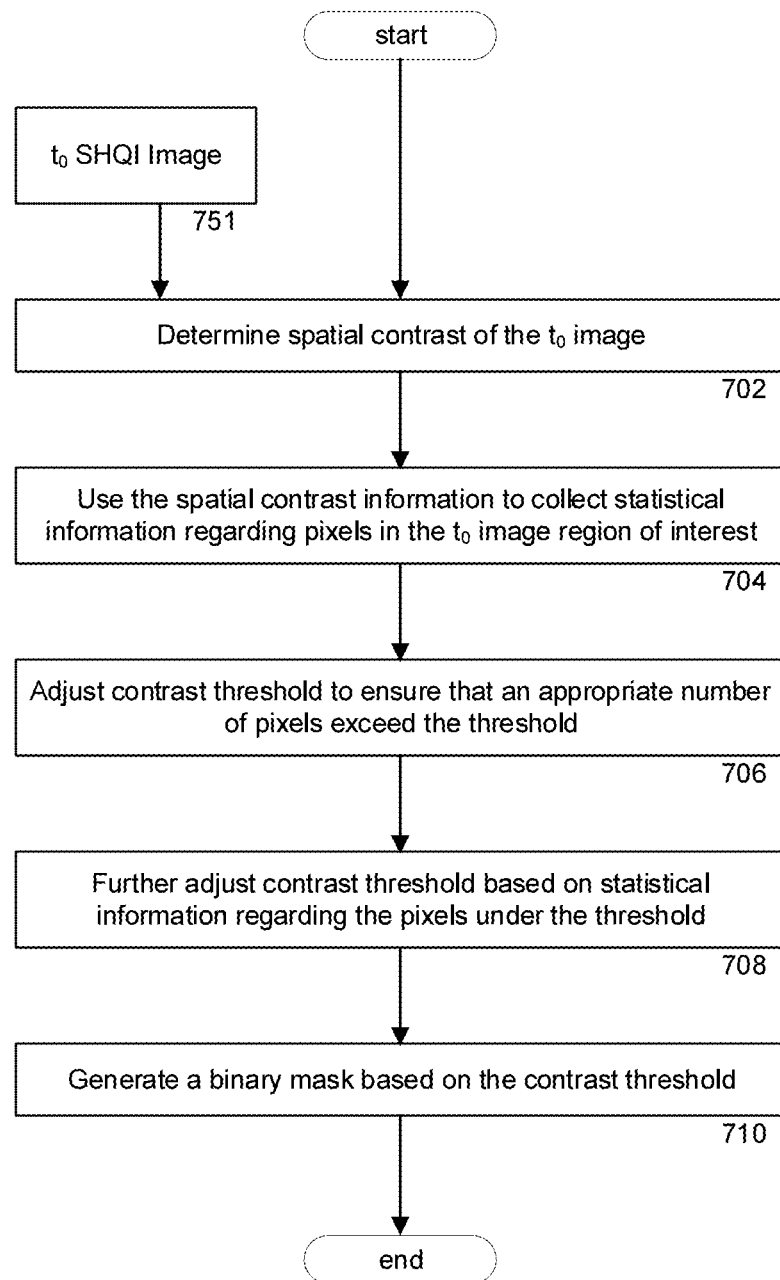 start
t₀ SHQI Image
751
Determine spatial contrast of the t₀ image
702
Use the spatial contrast information to collect statistical
information regarding pixels in the t₀ image region of interest
704
Adjust contrast threshold to ensure that an appropriate number
of pixels exceed the threshold
706
Further adjust contrast threshold based on statistical
information regarding the pixels under the threshold
708
Generate a binary mask based on the contrast threshold
710
end